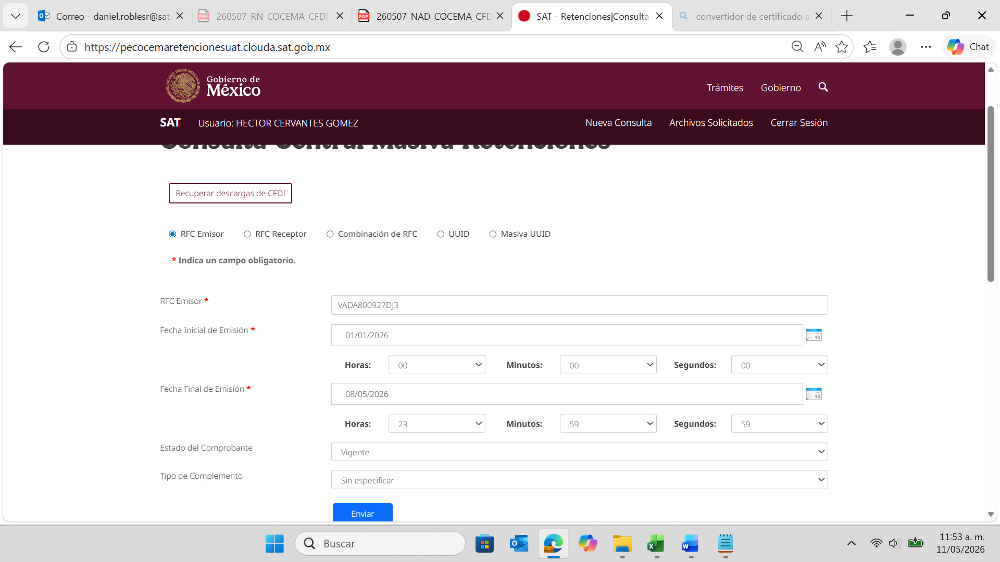 Correo - daniel.roblesr@sat.
260507_RN_COCEMA_CFDI_
260507_NAD_COCEMA_CFD
SAT - Retenciones|Consulta
convertidor de certificado a
https://pecocemaretencionesuat.clouda.sat.gob.mx
Chat
Gobierno de
México
Trámites
Gobierno
SAT
Usuario: HECTOR CERVANTES GOMEZ
Nueva Consulta
Archivos Solicitados
Cerrar Sesión
Consulta Central Masiva Retenciones
Recuperar descargas de CFDI
RFC Emisor
RFC Receptor
Combinación de RFC
UUID
Masiva UUID
* Indica un campo obligatorio.
RFC Emisor *
VADA800927DJ3
Fecha Inicial de Emisión *
01/01/2026
Horas: 00 Minutos: 00 Segundos: 00
Fecha Final de Emisión *
08/05/2026
Horas: 23 Minutos: 59 Segundos: 59
Estado del Comprobante
Vigente
Tipo de Complemento
Sin especificar
Enviar
Buscar
11:53 a. m.
11/05/2026